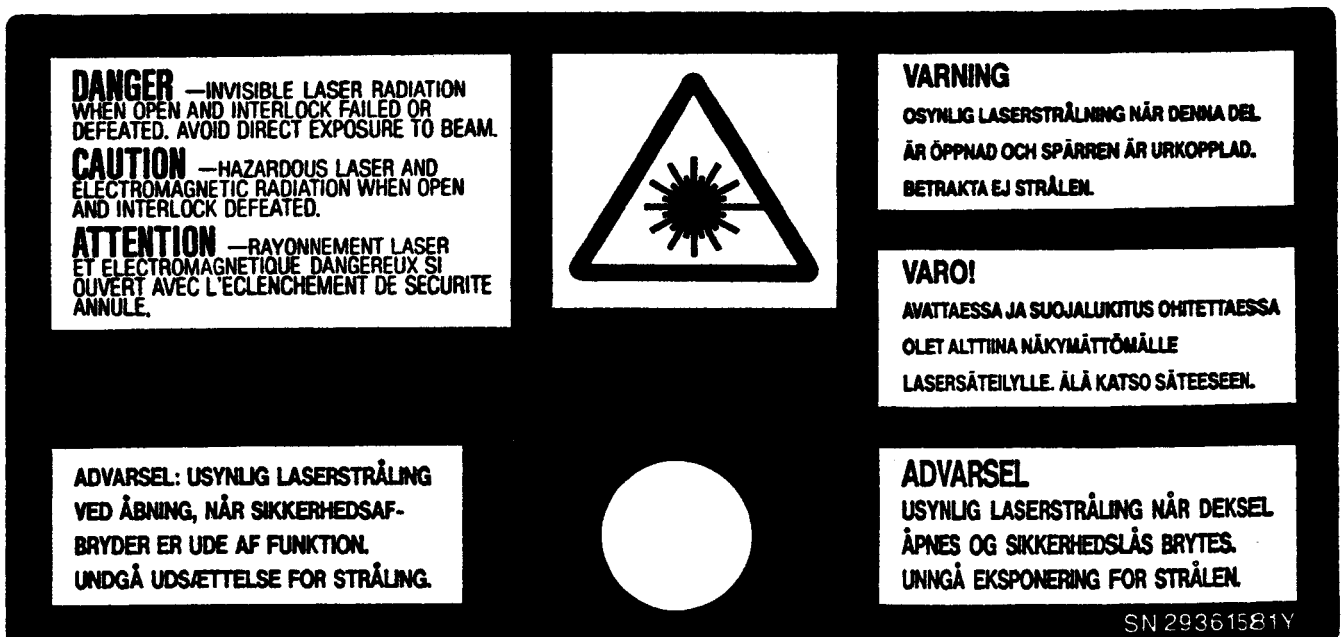 DANGER —INVISIBLE LASER RADIATION
WHEN OPEN AND INTERLOCK FAILED OR
DEFEATED. AVOID DIRECT EXPOSURE TO BEAM.
CAUTION —HAZARDOUS LASER AND
ELECTROMAGNETIC RADIATION WHEN OPEN
AND INTERLOCK DEFEATED.
ATTENTION —RAYONNEMENT LASER
ET ELECTROMAGNETIQUE DANGEREUX SI
OUVERT AVEC L'ECLENCHEMENT DE SECURITE
ANNULE.
VARNING
OSYNLIG LASERSTRÅLNING NÄR DENNA DEL
ÄR ÖPPNAD OCH SPÄRREN ÄR URKOPPLAD.
BETRAKTA EJ STRÅLEN.
VARO!
AVATTAESSA JA SUOJALUKITUS OHITETTAESSA
OLET ALTTIINA NÄKYMÄTTÖMÄLLE
LASERSÄTEILYLLE. ÄLÄ KATSO SÄTEESEEN.
ADVARSEL: USYNLIG LASERSTRÅLING
VED ÅBNING, NÅR SIKKERHEDSAF-
BRYDER ER UDE AF FUNKTION.
UNDGÅ UDSÆTTELSE FOR STRÅLING.
ADVARSEL
USYNLIG LASERSTRÅLING NÅR DEKSEL
ÅPNES OG SIKKERHEDSLÅS BRYTES.
UNNGÅ EKSPONERING FOR STRÅLEN.
SN 29361581Y